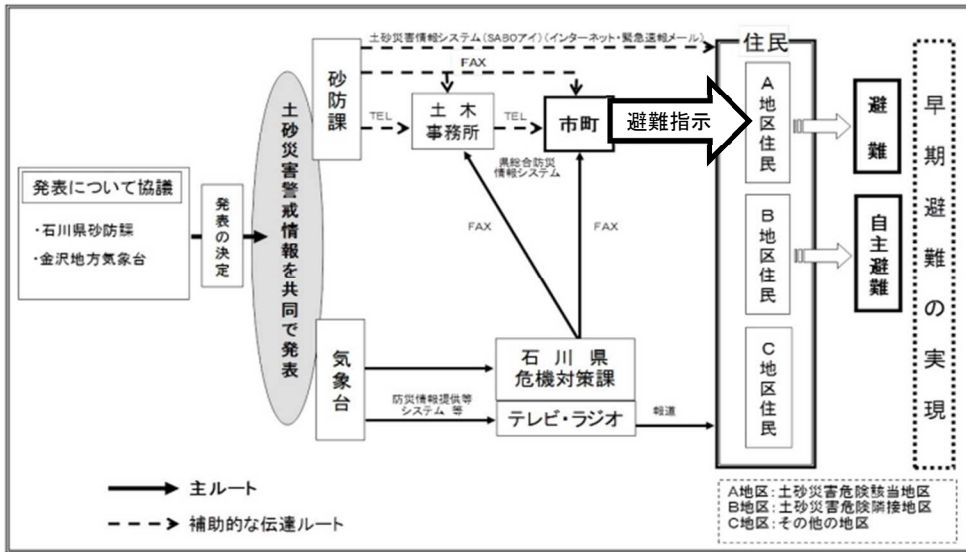 発表について協議
・石川県砂防課
・金沢地方気象台
発表の決定
土砂災害警戒情報を共同で発表
砂防課
気象台
土砂災害情報システム(SABOアイ)(インターネット・緊急速報メール)
FAX
TEL
土木
事務所
TEL
市町
避難指示
県総合防災
情報システム
FAX
FAX
石川県
危機対策課
防災情報提供等
システム 等
テレビ・ラジオ
報道
住民
A地区住民
B地区住民
C地区住民
避難
自主避難
早期避難の実現
主ルート
補助的な伝達ルート
A地区:土砂災害危険該当地区
B地区:土砂災害危険隣接地区
C地区:その他の地区